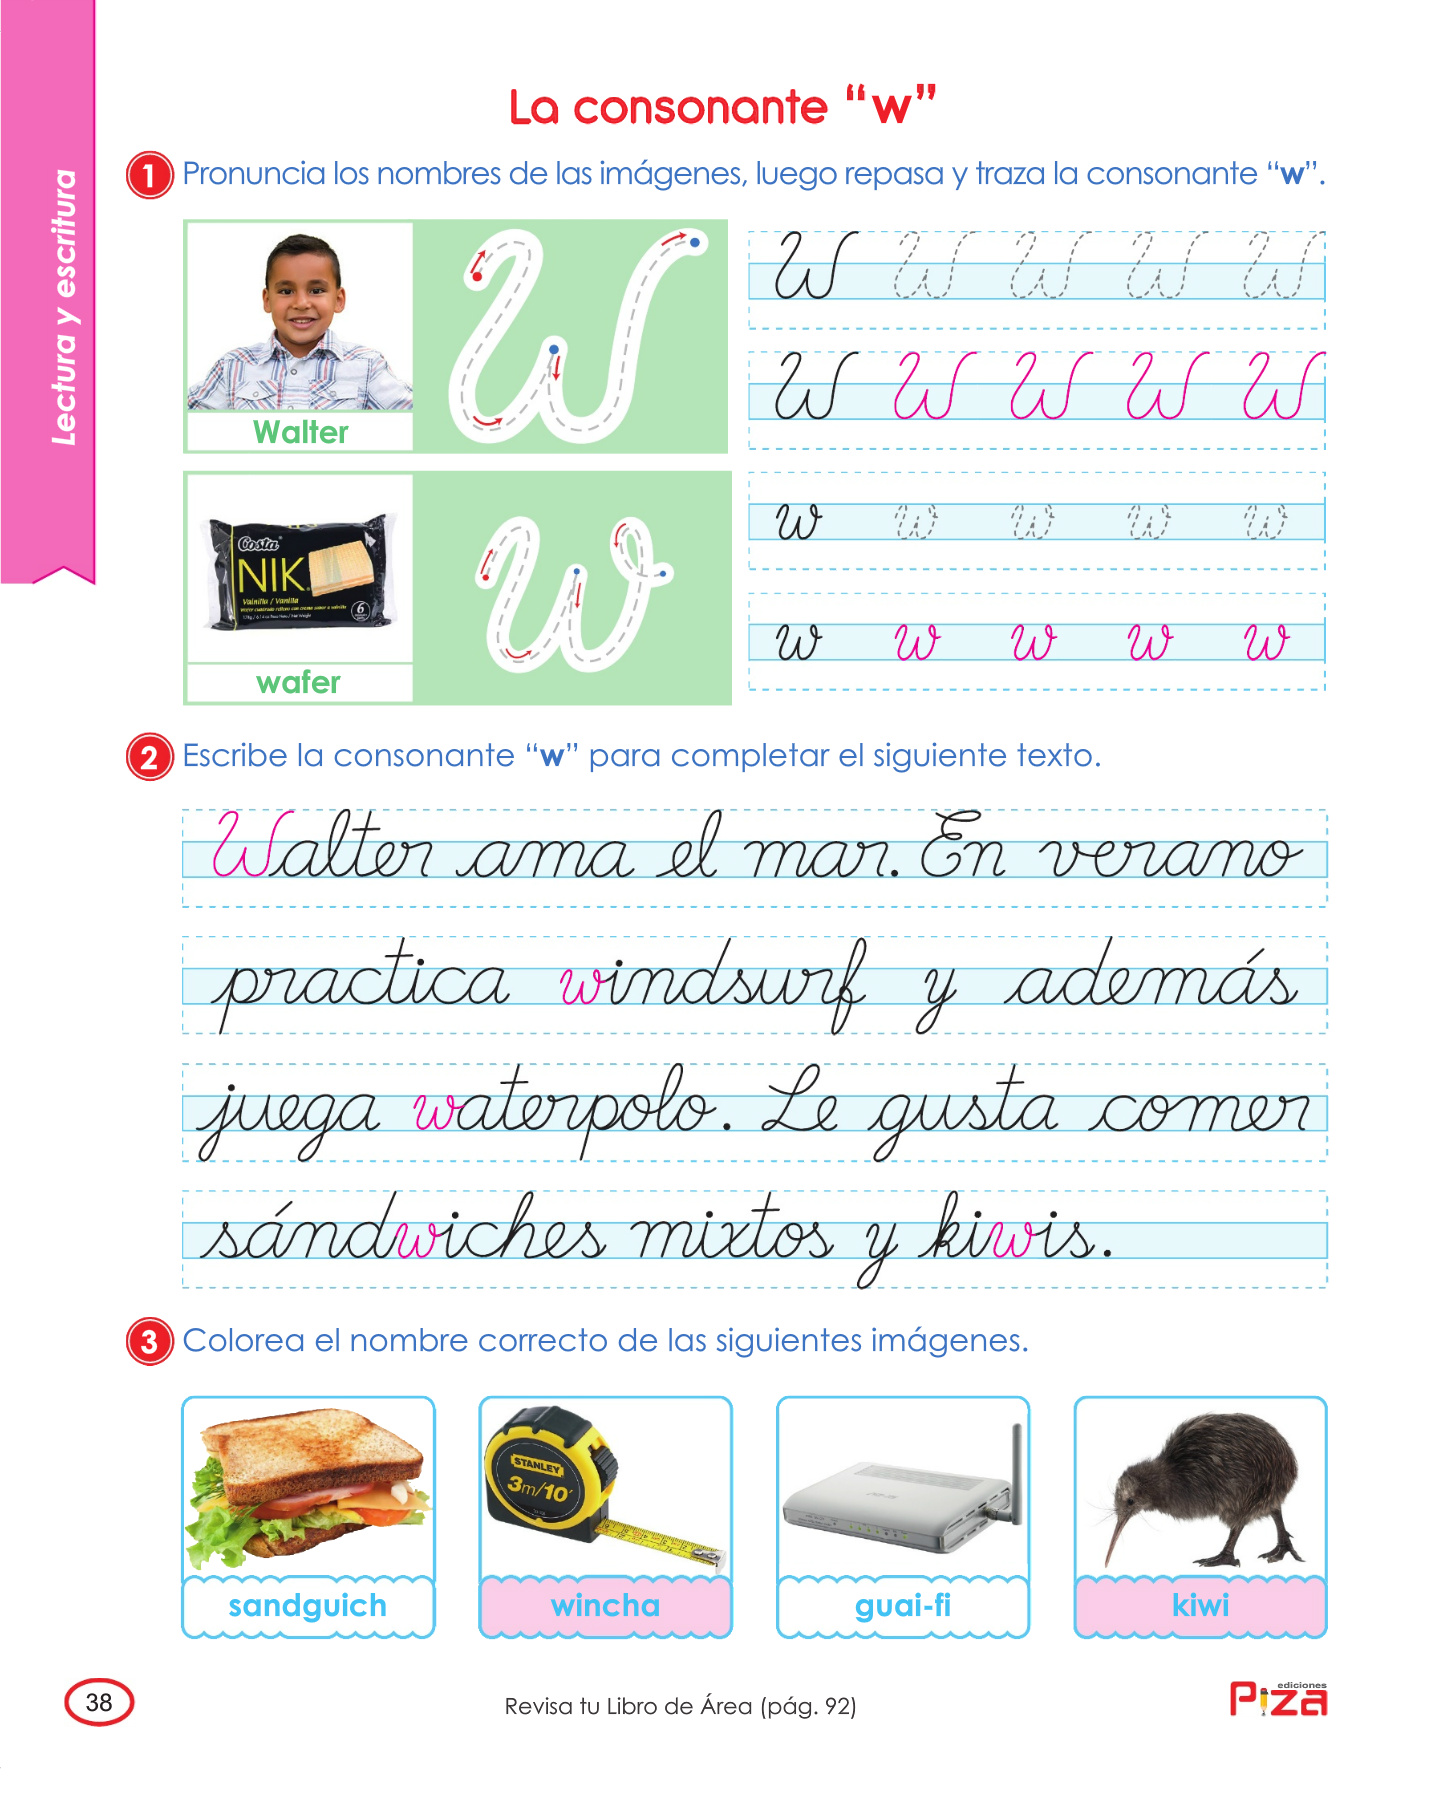 Lectura y escritura
La consonante “w”
1 Pronuncia los nombres de las imágenes, luego repasa y traza la consonante “w”.
W
W W W W W
Walter
W W W W W
Costa
NIK
Vainilla / Vanilla
6
wafer
w
w w w w w
w w w w w
2 Escribe la consonante “w” para completar el siguiente texto.
Walter ama el mar. En verano
practica windsurf y además
juega waterpolo. Le gusta comer
sándwiches mixtos y kiwis.
3 Colorea el nombre correcto de las siguientes imágenes.
STANLEY
3m/10'
sandguich wincha guai-fi kiwi
38
Revisa tu Libro de Área (pág. 92)
ediciones
Piza